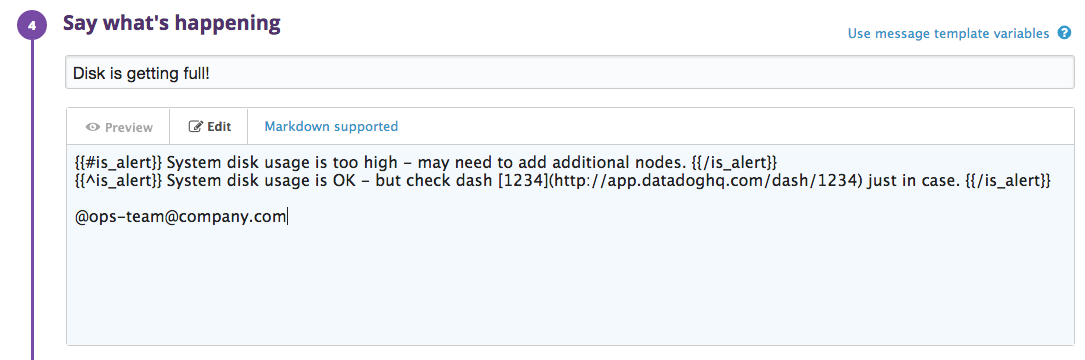 4
Say what's happening
Use message template variables ?
Disk is getting full!
Preview
Edit
Markdown supported
{{#is_alert}} System disk usage is too high – may need to add additional nodes. {{/is_alert}}
{{^is_alert}} System disk usage is OK – but check dash [1234](http://app.datadoghq.com/dash/1234) just in case. {{/is_alert}}
@ops-team@company.com